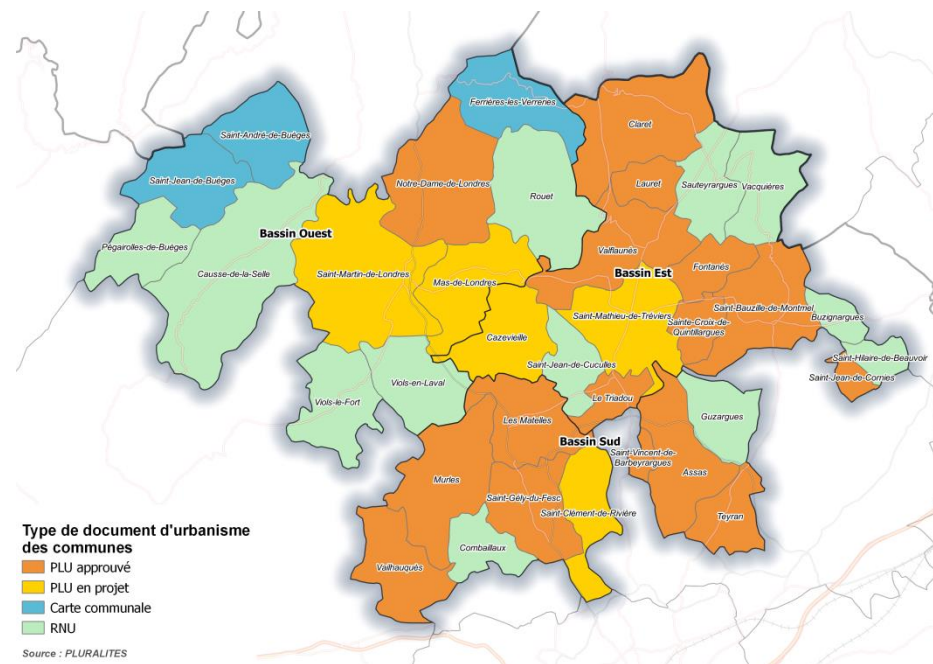 Ferrières-les-Verreries
Claret
Saint-André-de-Buèges
Saint-Jean-de-Buèges
Notre-Dame-de-Londres
Rouet
Lauret
Sauteyrargues
Vacquières
Pégairolles-de-Buèges
Bassin Ouest
Causse-de-la-Selle
Saint-Martin-de-Londres
Mas-de-Londres
Valflaunès
Bassin Est
Fontanès
Saint-Mathieu-de-Tréviers
Saint-Bauzille-de-Montmel
Sainte-Croix-de-
Quintillargues
Buzignargues
Cazevieille
Saint-Jean-de-Cuculles
Saint-Hilaire-de-Beauvoir
Saint-Jean-de-Cornies
Viols-en-Laval
Viols-le-Fort
Le Triadou
Guzargues
Les Matelles
Bassin Sud
Saint-Vincent-de-
Barbeyrargues
Assas
Murles
Saint-Gély-du-Fesc
Saint-Clément-de-Rivière
Teyran
Combaillaux
Vailhauquès
Type de document d'urbanisme
des communes
PLU approuvé
PLU en projet
Carte communale
RNU
Source : PLURALITES